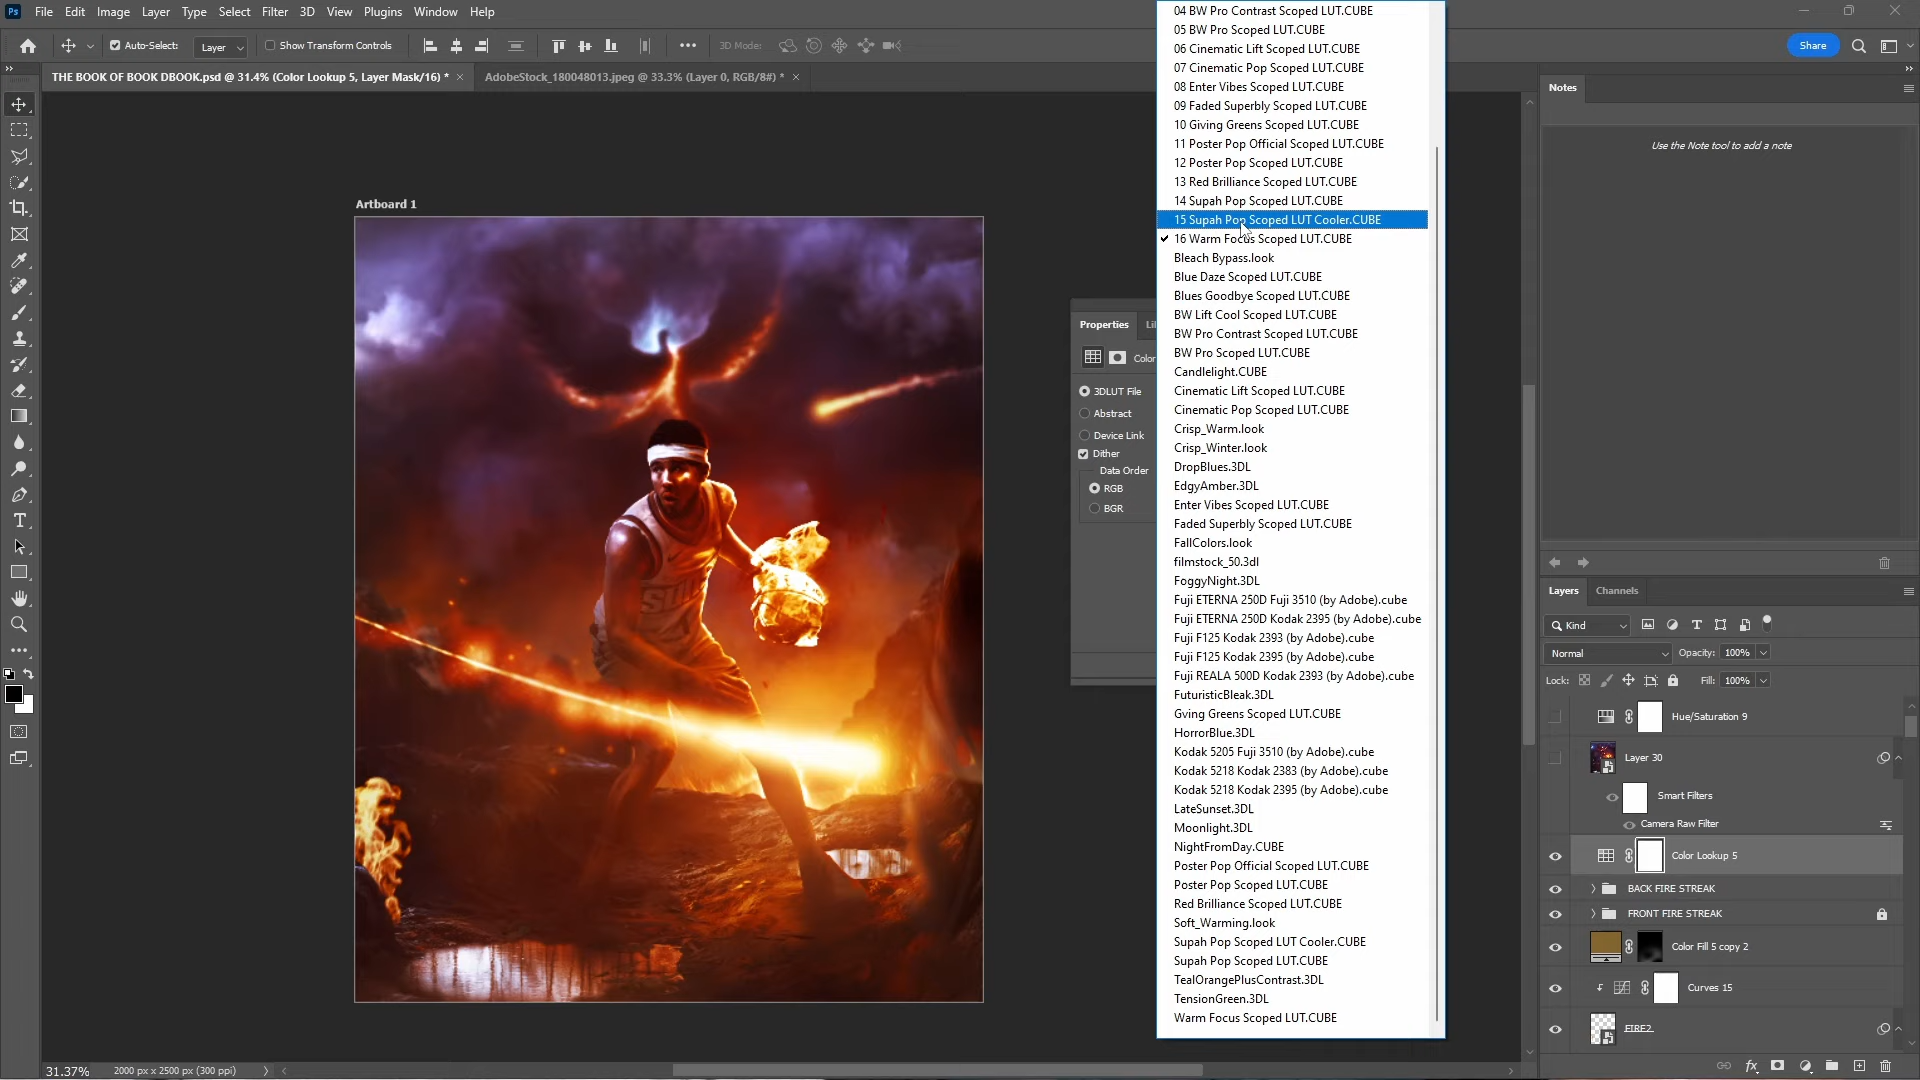 Ps File Edit Image Layer Type Select Filter 3D View Plugins Window Help
Auto-Select: Layer Show Transform Controls 3D Mode: Share
THE BOOK OF BOOK DBOOK.psd @ 31.4% (Color Lookup 5, Layer Mask/16) * × AdobeStock_180048013.jpeg @ 33.3% (Layer 0, RGB/8#) * ×
Artboard 1
SUN
04 BW Pro Contrast Scoped LUT.CUBE
05 BW Pro Scoped LUT.CUBE
06 Cinematic Lift Scoped LUT.CUBE
07 Cinematic Pop Scoped LUT.CUBE
08 Enter Vibes Scoped LUT.CUBE
09 Faded Superbly Scoped LUT.CUBE
10 Giving Greens Scoped LUT.CUBE
11 Poster Pop Official Scoped LUT.CUBE
12 Poster Pop Scoped LUT.CUBE
13 Red Brilliance Scoped LUT.CUBE
14 Supah Pop Scoped LUT.CUBE
15 Supah Pop Scoped LUT Cooler.CUBE
16 Warm Focus Scoped LUT.CUBE
Bleach Bypass.look
Blue Daze Scoped LUT.CUBE
Blues Goodbye Scoped LUT.CUBE
BW Lift Cool Scoped LUT.CUBE
BW Pro Contrast Scoped LUT.CUBE
BW Pro Scoped LUT.CUBE
Candlelight.CUBE
Cinematic Lift Scoped LUT.CUBE
Cinematic Pop Scoped LUT.CUBE
Crisp_Warm.look
Crisp_Winter.look
DropBlues.3DL
EdgyAmber.3DL
Enter Vibes Scoped LUT.CUBE
Faded Superbly Scoped LUT.CUBE
FallColors.look
filmstock_50.3dl
FoggyNight.3DL
Fuji ETERNA 250D Fuji 3510 (by Adobe).cube
Fuji ETERNA 250D Kodak 2395 (by Adobe).cube
Fuji F125 Kodak 2393 (by Adobe).cube
Fuji F125 Kodak 2395 (by Adobe).cube
Fuji REALA 500D Kodak 2393 (by Adobe).cube
FuturisticBleak.3DL
Gving Greens Scoped LUT.CUBE
HorrorBlue.3DL
Kodak 5205 Fuji 3510 (by Adobe).cube
Kodak 5218 Kodak 2383 (by Adobe).cube
Kodak 5218 Kodak 2395 (by Adobe).cube
LateSunset.3DL
Moonlight.3DL
NightFromDay.CUBE
Poster Pop Official Scoped LUT.CUBE
Poster Pop Scoped LUT.CUBE
Red Brilliance Scoped LUT.CUBE
Soft_Warming.look
Supah Pop Scoped LUT Cooler.CUBE
Supah Pop Scoped LUT.CUBE
TealOrangePlusContrast.3DL
TensionGreen.3DL
Warm Focus Scoped LUT.CUBE
Properties Li
Color
3DLUT File
Abstract
Device Link
Dither
Data Order
RGB
BGR
Notes
Use the Note tool to add a note
Layers Channels
Kind
Normal Opacity: 100%
Lock: Fill: 100%
Hue/Saturation 9
Layer 30
Smart Filters
Camera Raw Filter
Color Lookup 5
BACK FIRE STREAK
FRONT FIRE STREAK
Color Fill 5 copy 2
Curves 15
FIRE2
fx
31.37% 2000 px x 2500 px (300 ppi)